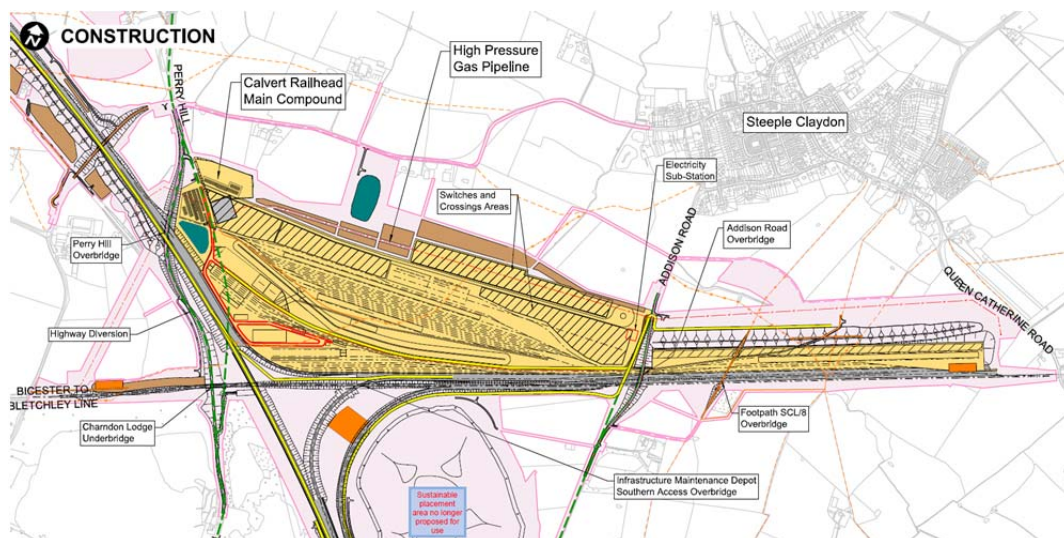 N
CONSTRUCTION
PERRY HILL
Calvert Railhead
Main Compound
High Pressure
Gas Pipeline
Steeple Claydon
Electricity
Sub-Station
Switches and
Crossings Areas
ADDISON ROAD
Addison Road
Overbridge
QUEEN CATHERINE ROAD
Perry Hill
Overbridge
Highway Diversion
BICESTER TO
BLETCHLEY LINE
Charndon Lodge
Underbridge
Footpath SCL/8
Overbridge
Infrastructure Maintenance Depot
Southern Access Overbridge
Sustainable
placement
area no longer
proposed for
use